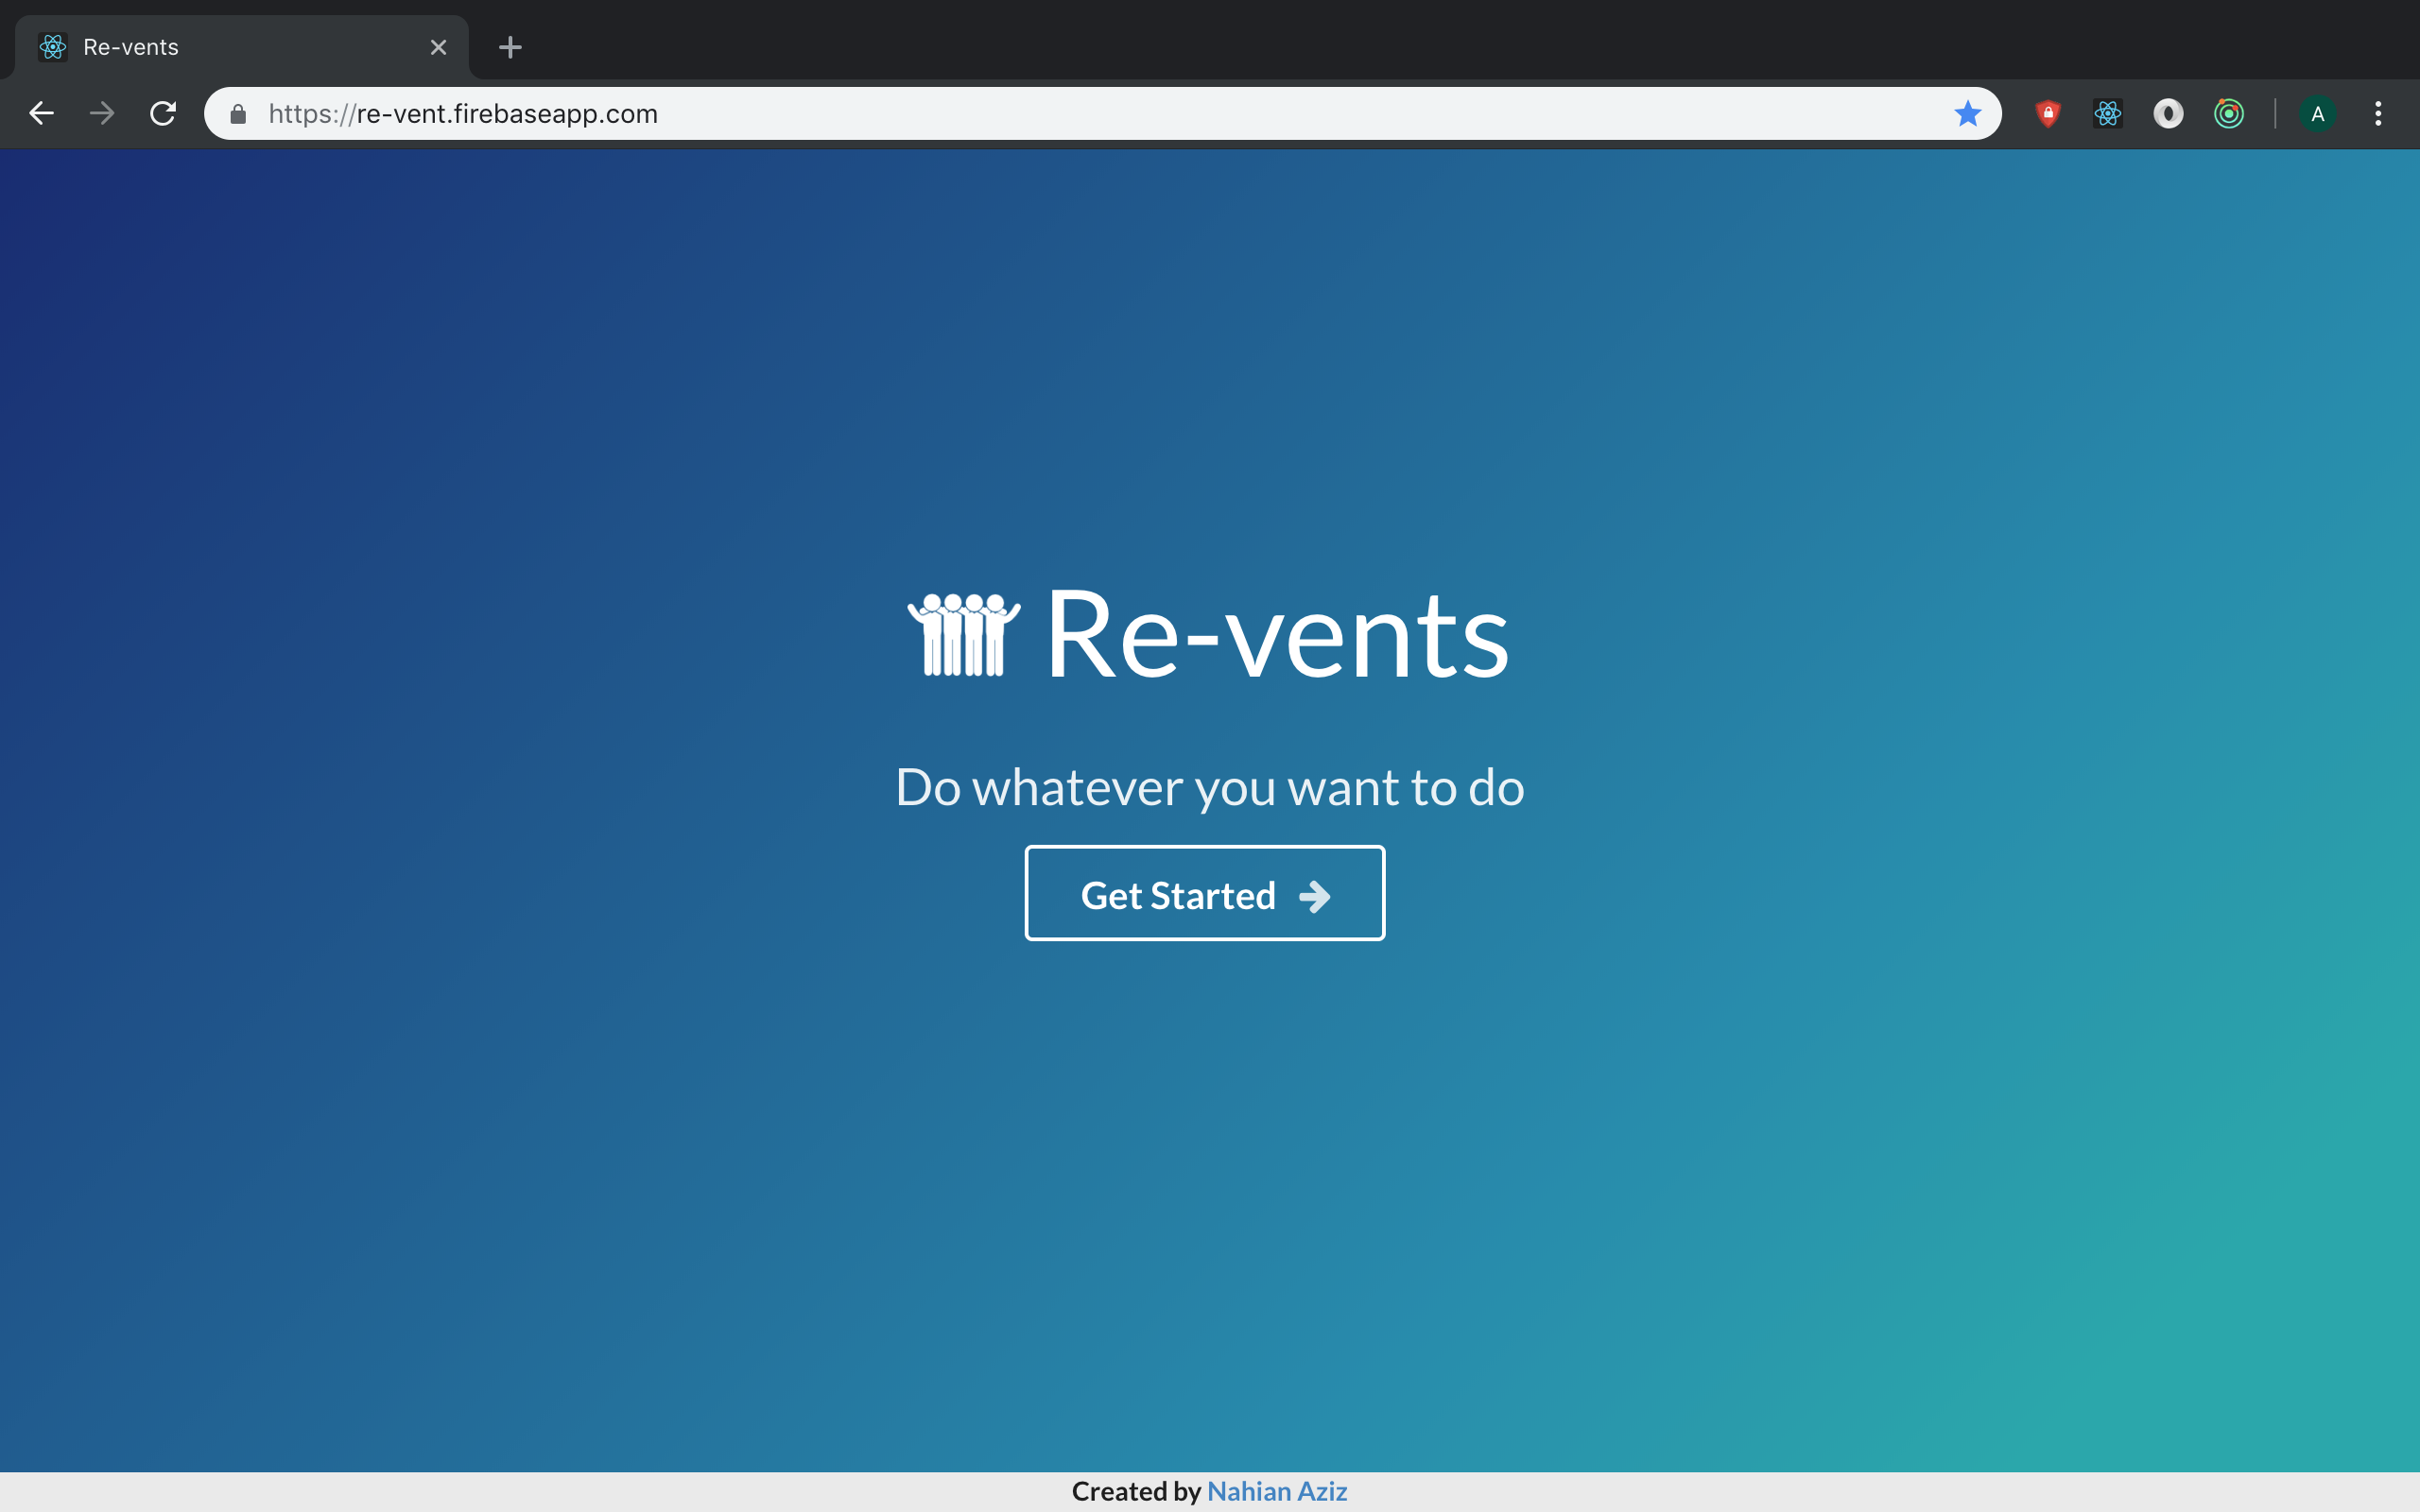 Re-vents
https://re-vent.firebaseapp.com
A
Re-vents
Do whatever you want to do
Get Started
Created by Nahian Aziz